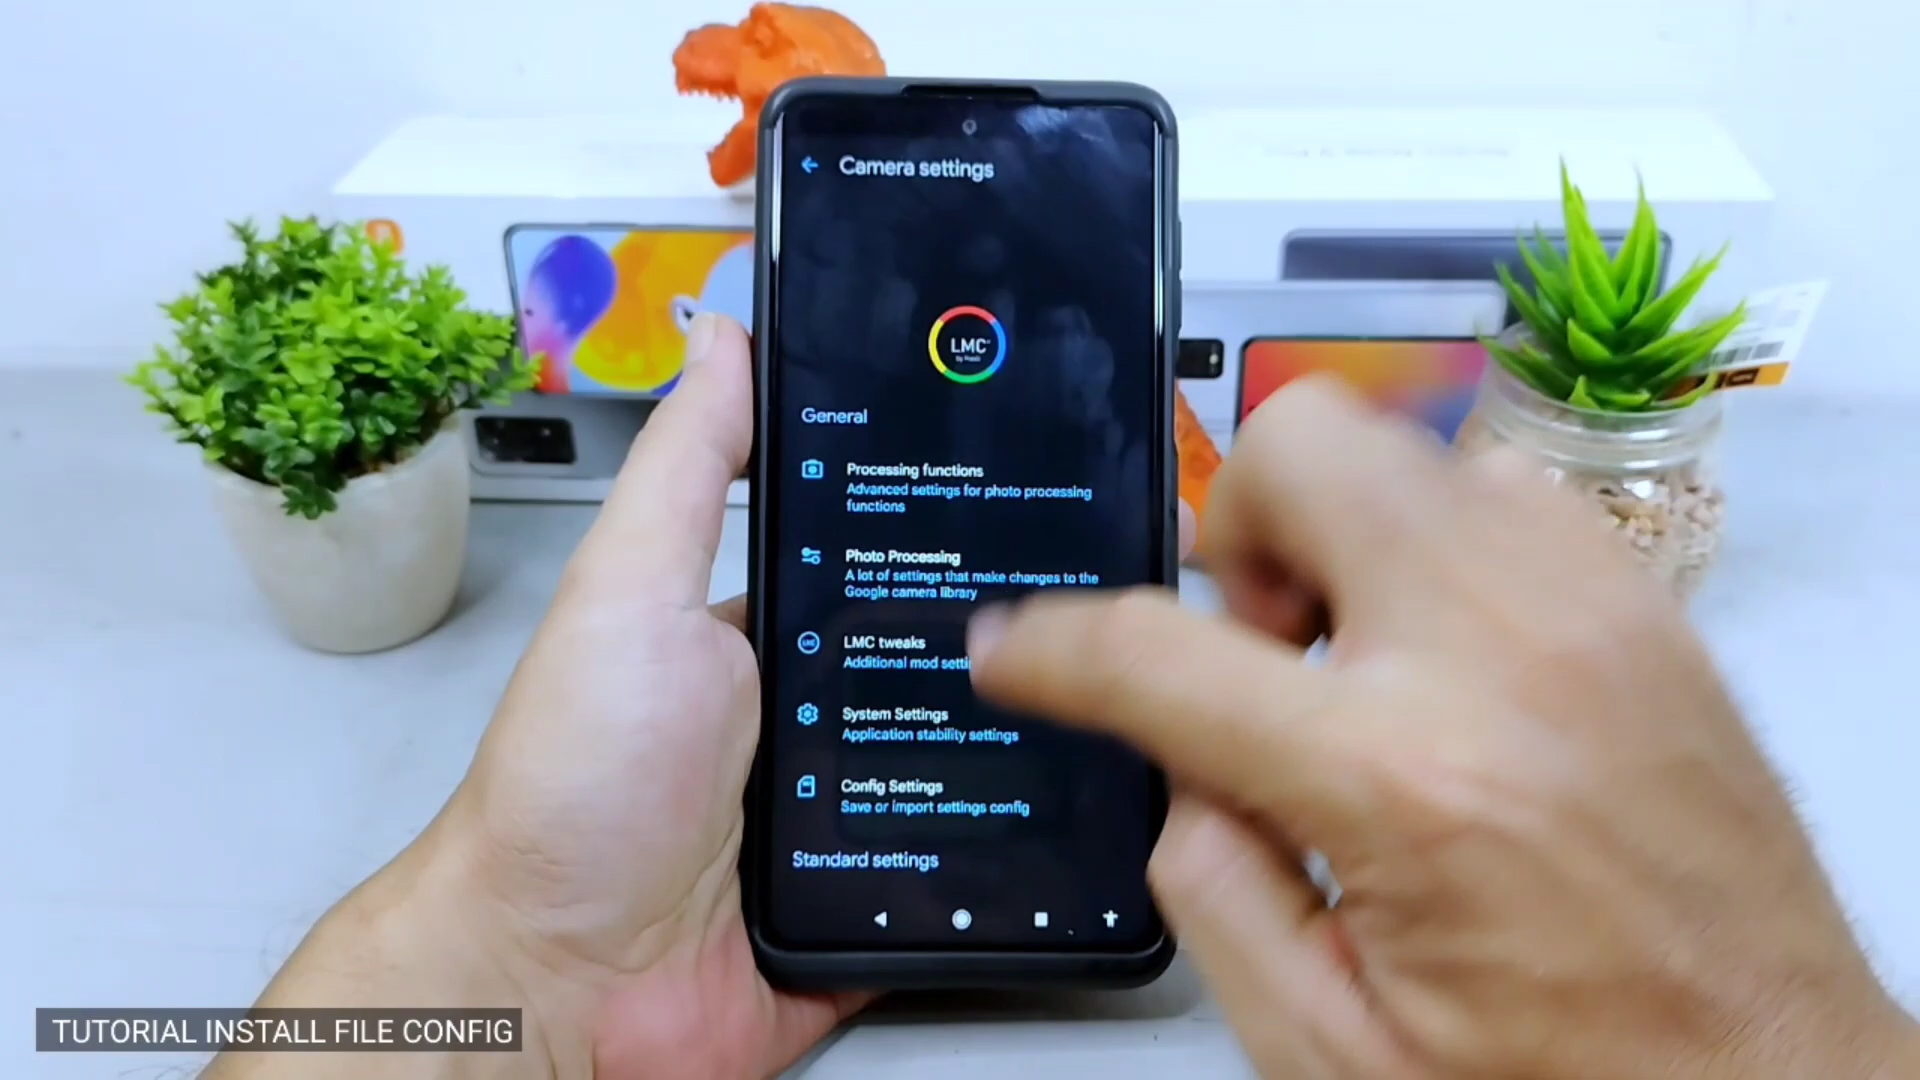 Camera settings
LMC
General
Processing functions
Advanced settings for photo processing
functions
Photo Processing
A lot of settings that make changes to the
Google camera library
LMC tweaks
Additional mod setti
System Settings
Application stability settings
Config Settings
Save or import settings config
Standard settings
TUTORIAL INSTALL FILE CONFIG